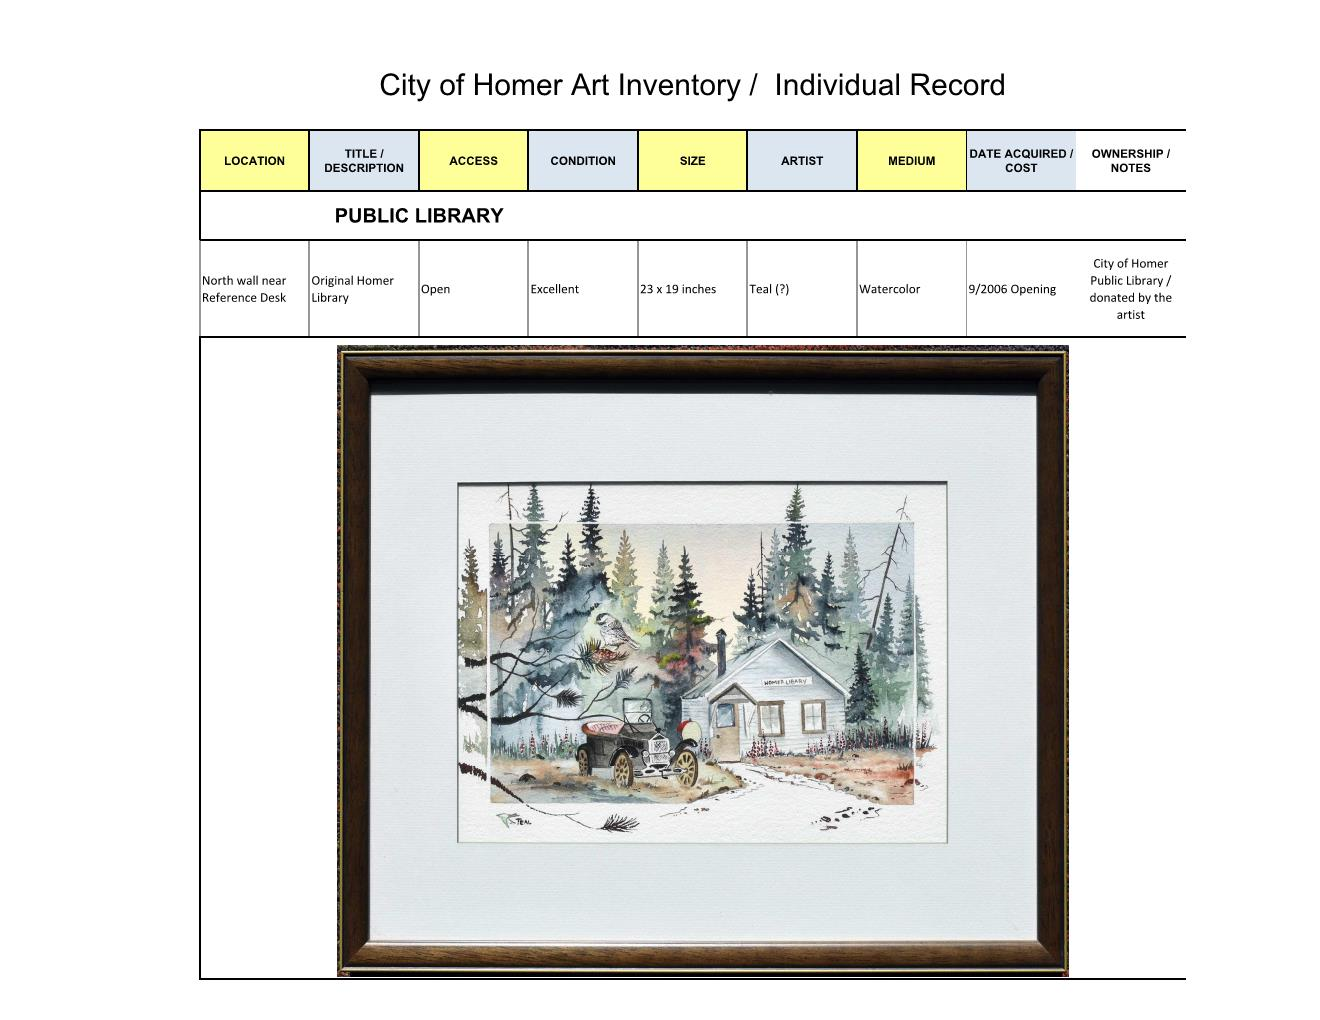 City of Homer Art Inventory /  Individual Record
LOCATION
TITLE /
DESCRIPTION
ACCESS
CONDITION
SIZE
ARTIST
MEDIUM
DATE ACQUIRED /
COST
OWNERSHIP /
NOTES
PUBLIC LIBRARY
North wall near
Reference Desk
Original Homer
Library
Open
Excellent
23 x 19 inches
Teal (?)
Watercolor
9/2006 Opening
City of Homer
Public Library /
donated by the
artist
HOMER LIBARY
TEAL